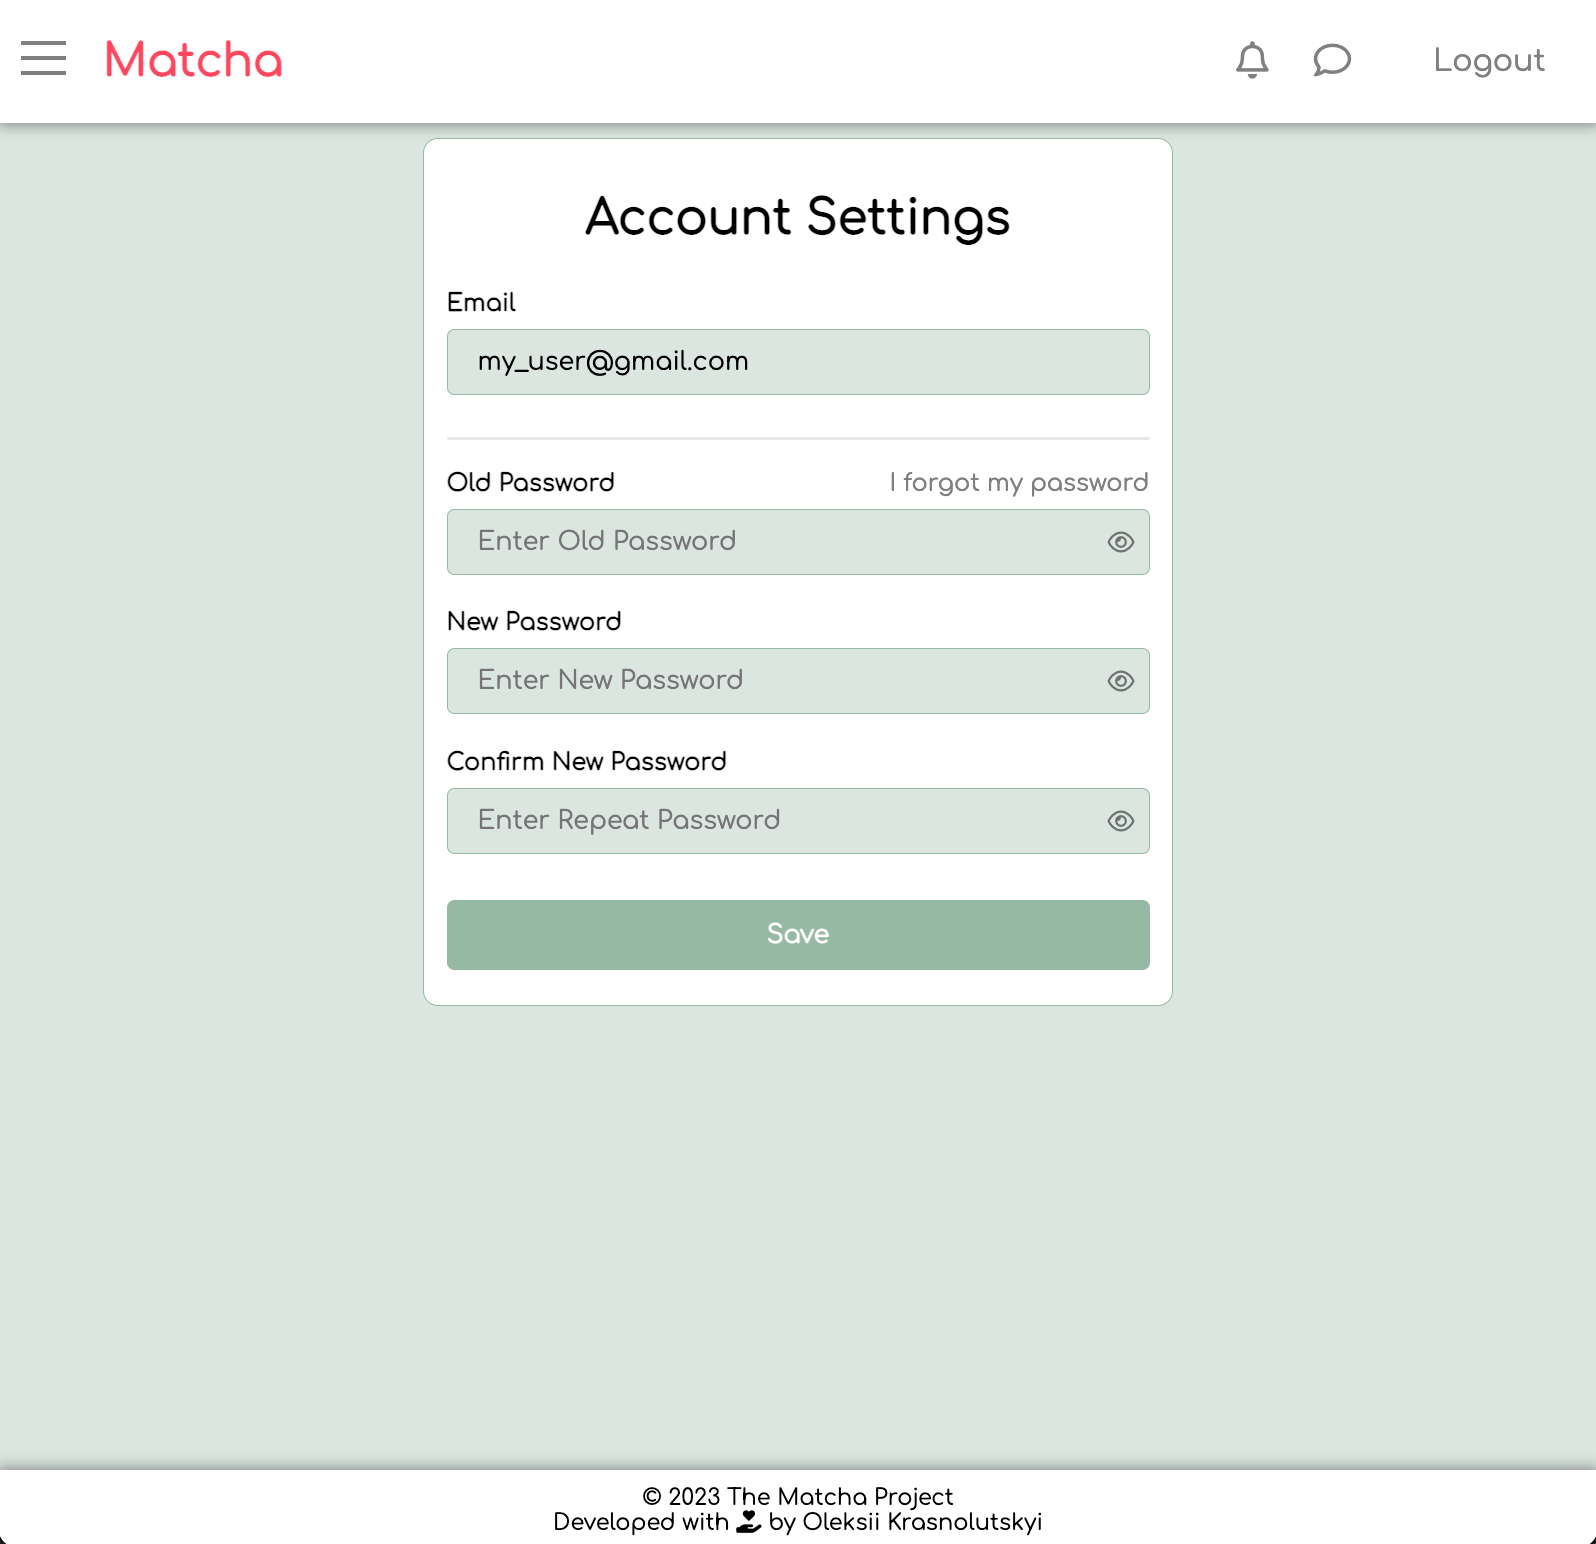 Matcha
Logout
Account Settings
Email
my_user@gmail.com
Old Password I forgot my password
Enter Old Password
New Password
Enter New Password
Confirm New Password
Enter Repeat Password
Save
© 2023 The Matcha Project
Developed with by Oleksii Krasnolutskyi